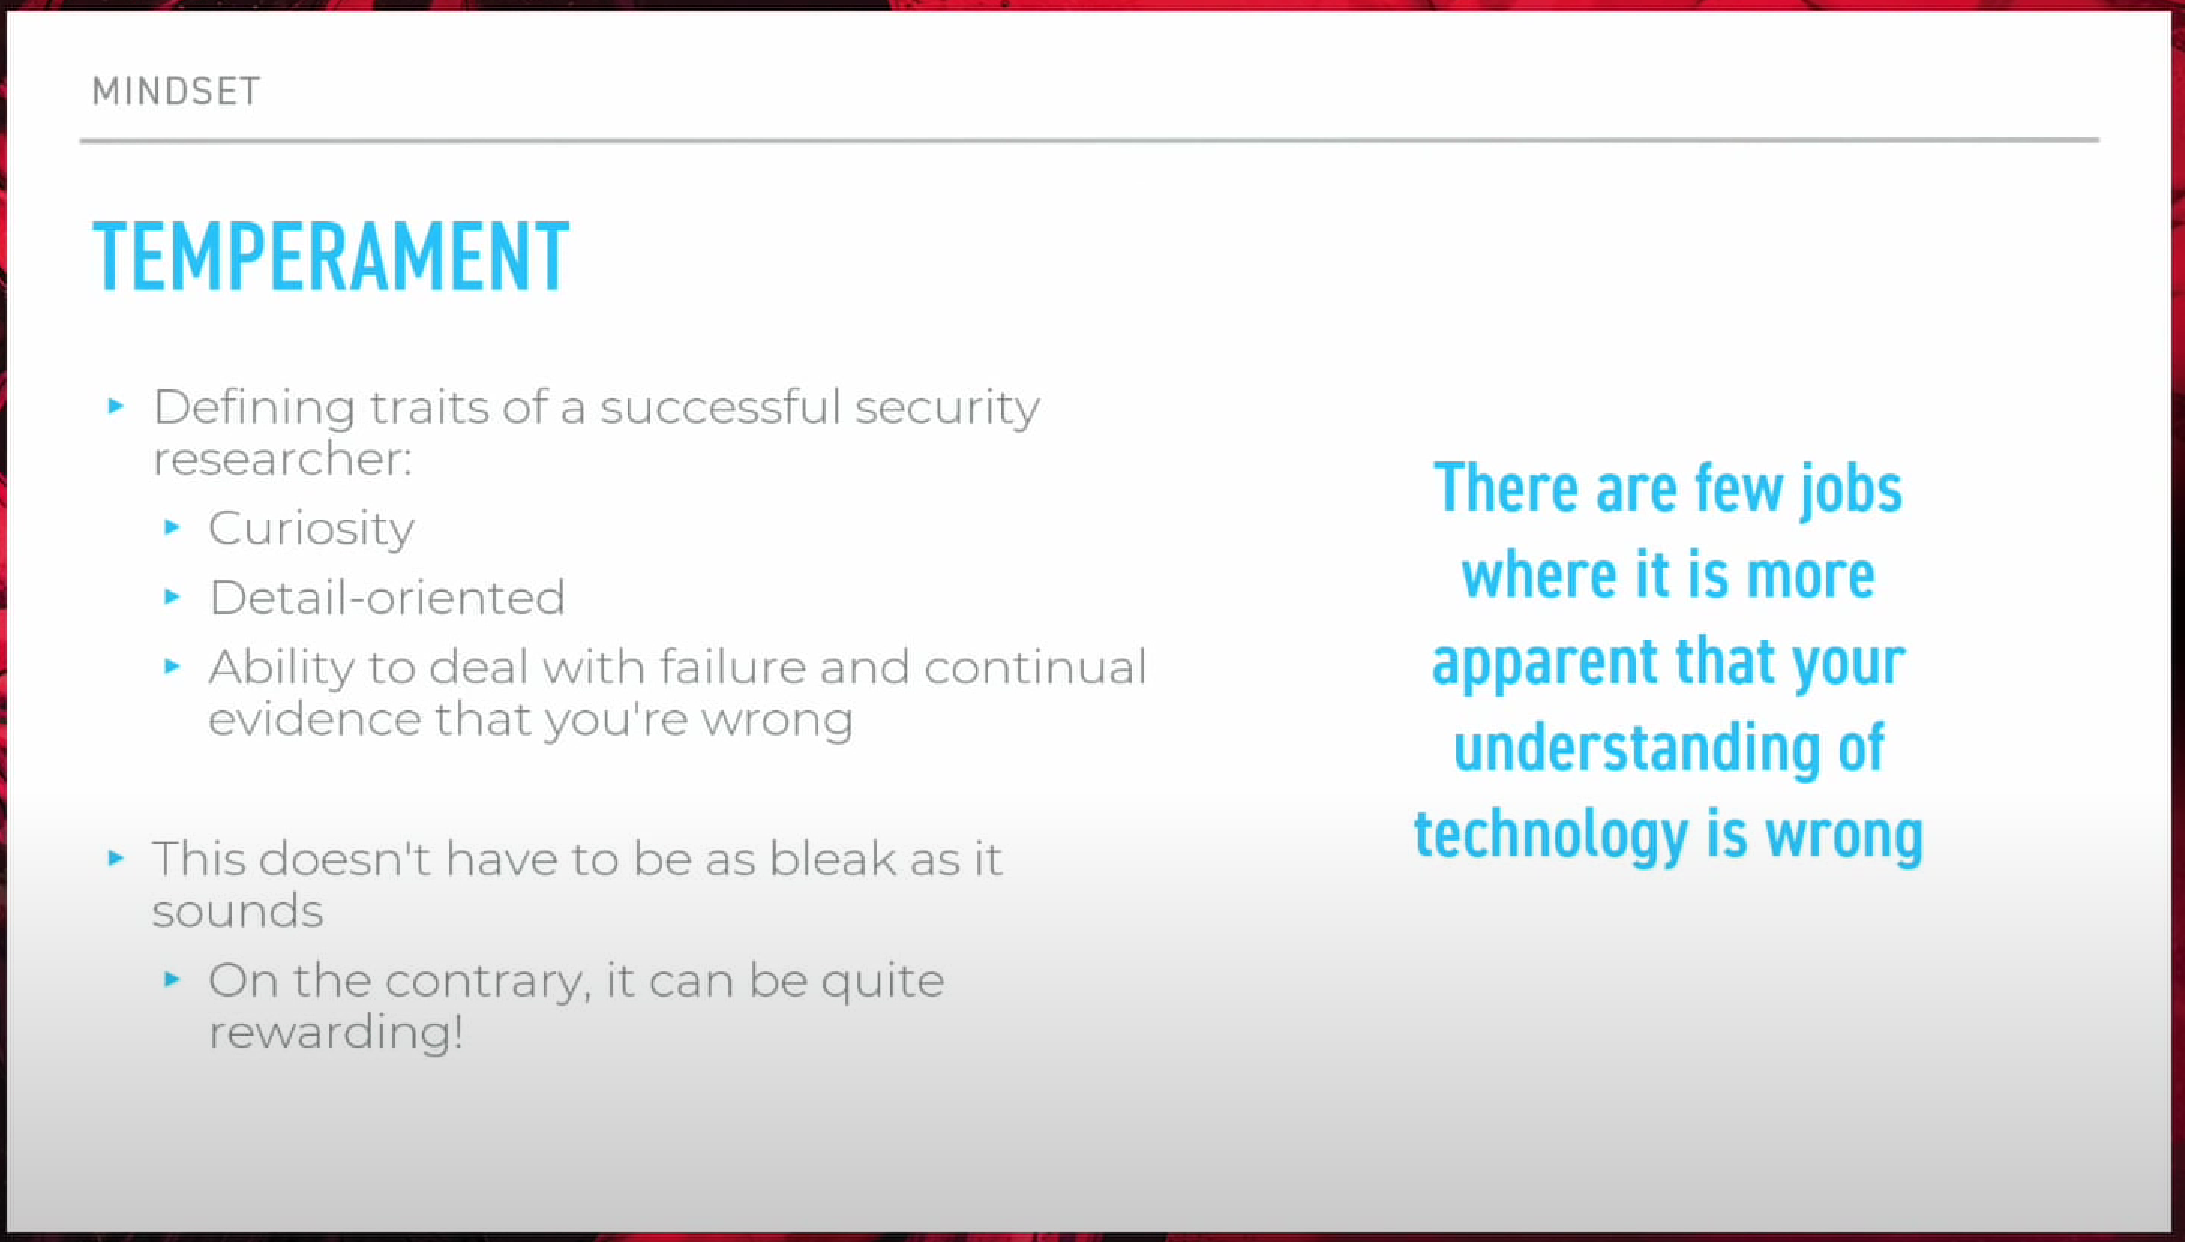 MINDSET
TEMPERAMENT
Defining traits of a successful security
researcher:
Curiosity
Detail-oriented
Ability to deal with failure and continual
evidence that you're wrong
This doesn't have to be as bleak as it
sounds
On the contrary, it can be quite
rewarding!
There are few jobs
where it is more
apparent that your
understanding of
technology is wrong